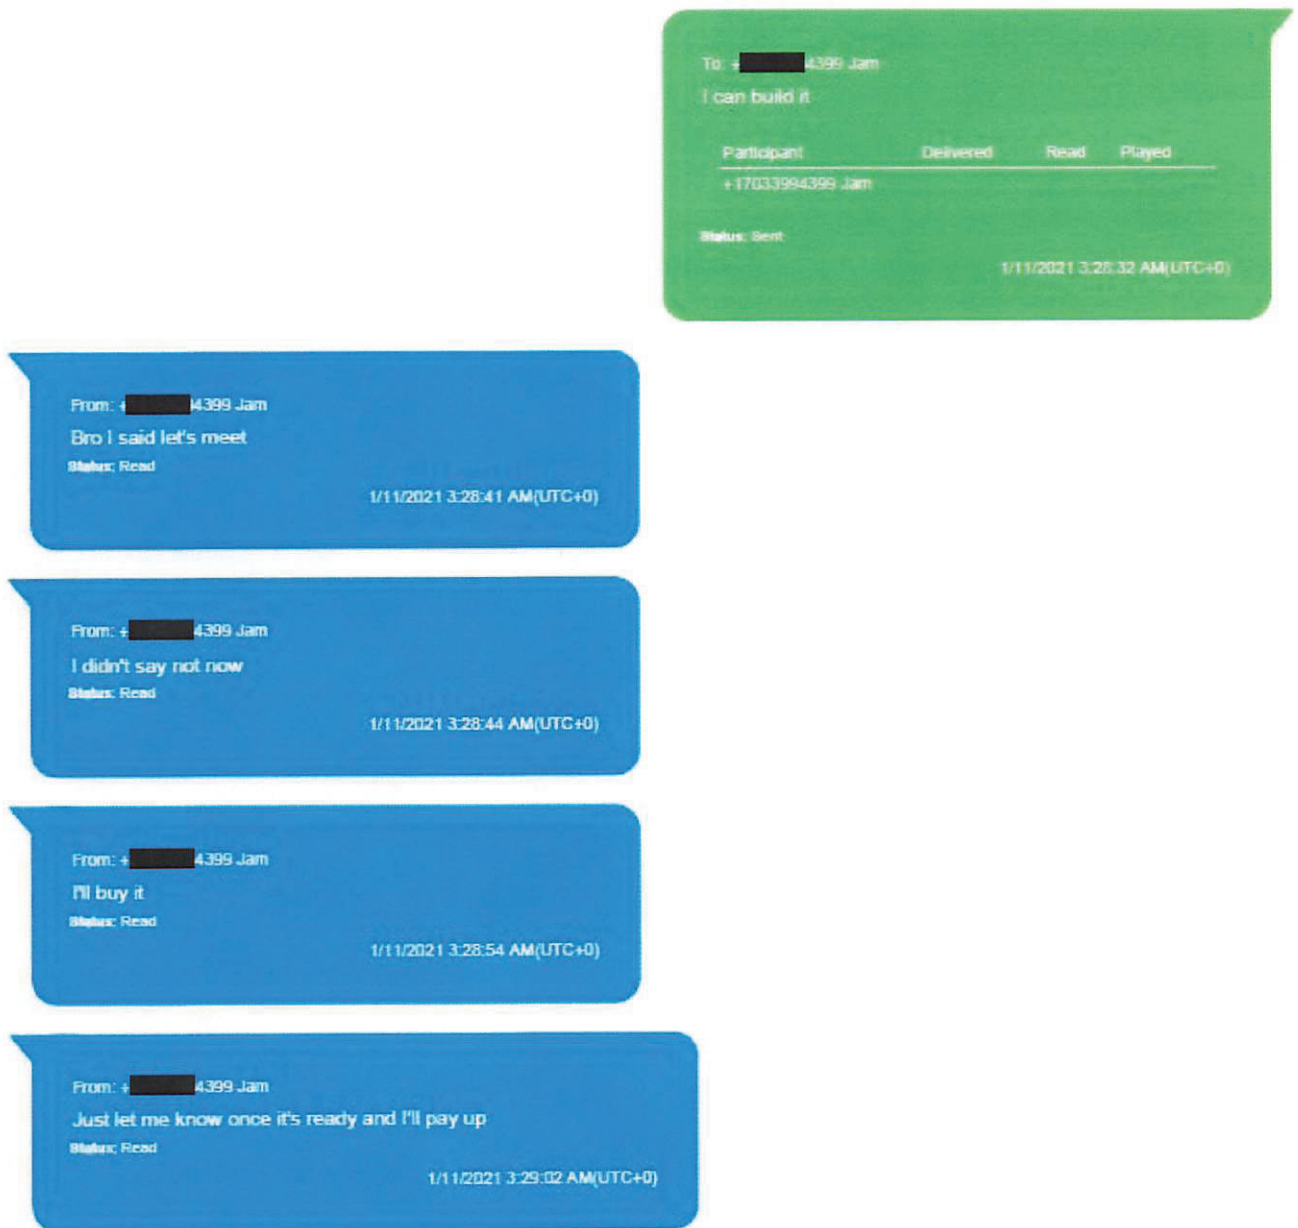 To: +4399 Jam
I can build it
Participant Delivered Read Played
+17033994399 Jam
Status: Sent
1/11/2021 3:28:32 AM(UTC+0)
From: +4399 Jam
Bro I said let's meet
Status: Read
1/11/2021 3:28:41 AM(UTC+0)
From: +4399 Jam
I didn't say not now
Status: Read
1/11/2021 3:28:44 AM(UTC+0)
From: +4399 Jam
I'll buy it
Status: Read
1/11/2021 3:28:54 AM(UTC+0)
From: +4399 Jam
Just let me know once it's ready and I'll pay up
Status: Read
1/11/2021 3:29:02 AM(UTC+0)